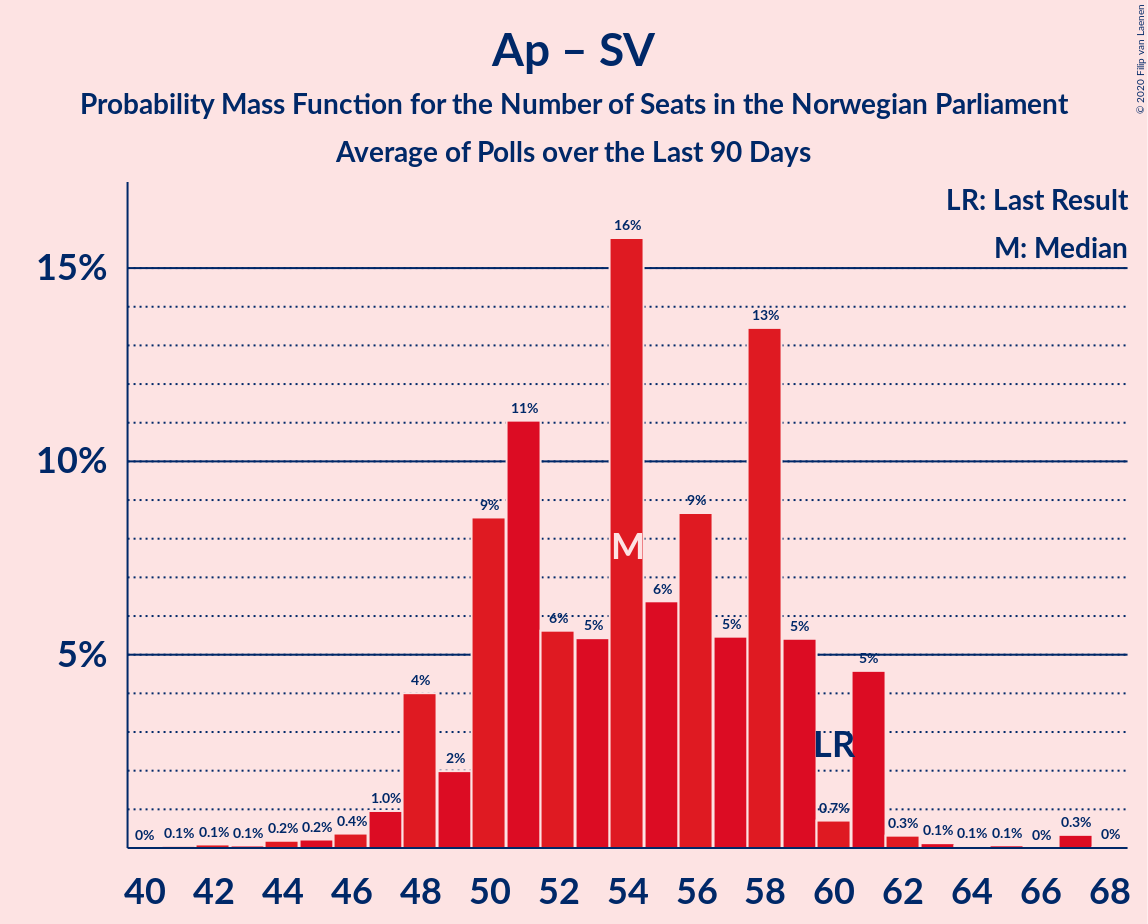 Ap – SV
Probability Mass Function for the Number of Seats in the Norwegian Parliament
Average of Polls over the Last 90 Days
© 2020 Filip van Laenen
LR: Last Result
M: Median
15%
10%
5%
0% 0.1% 0.1% 0.1% 0.2% 0.2% 0.4% 1.0% 4% 2% 9% 11% 6% 5% 16% 6% 9% 5% 13% 5% 0.7% 5% 0.3% 0.1% 0.1% 0.1% 0% 0.3% 0%
M
LR
40 42 44 46 48 50 52 54 56 58 60 62 64 66 68